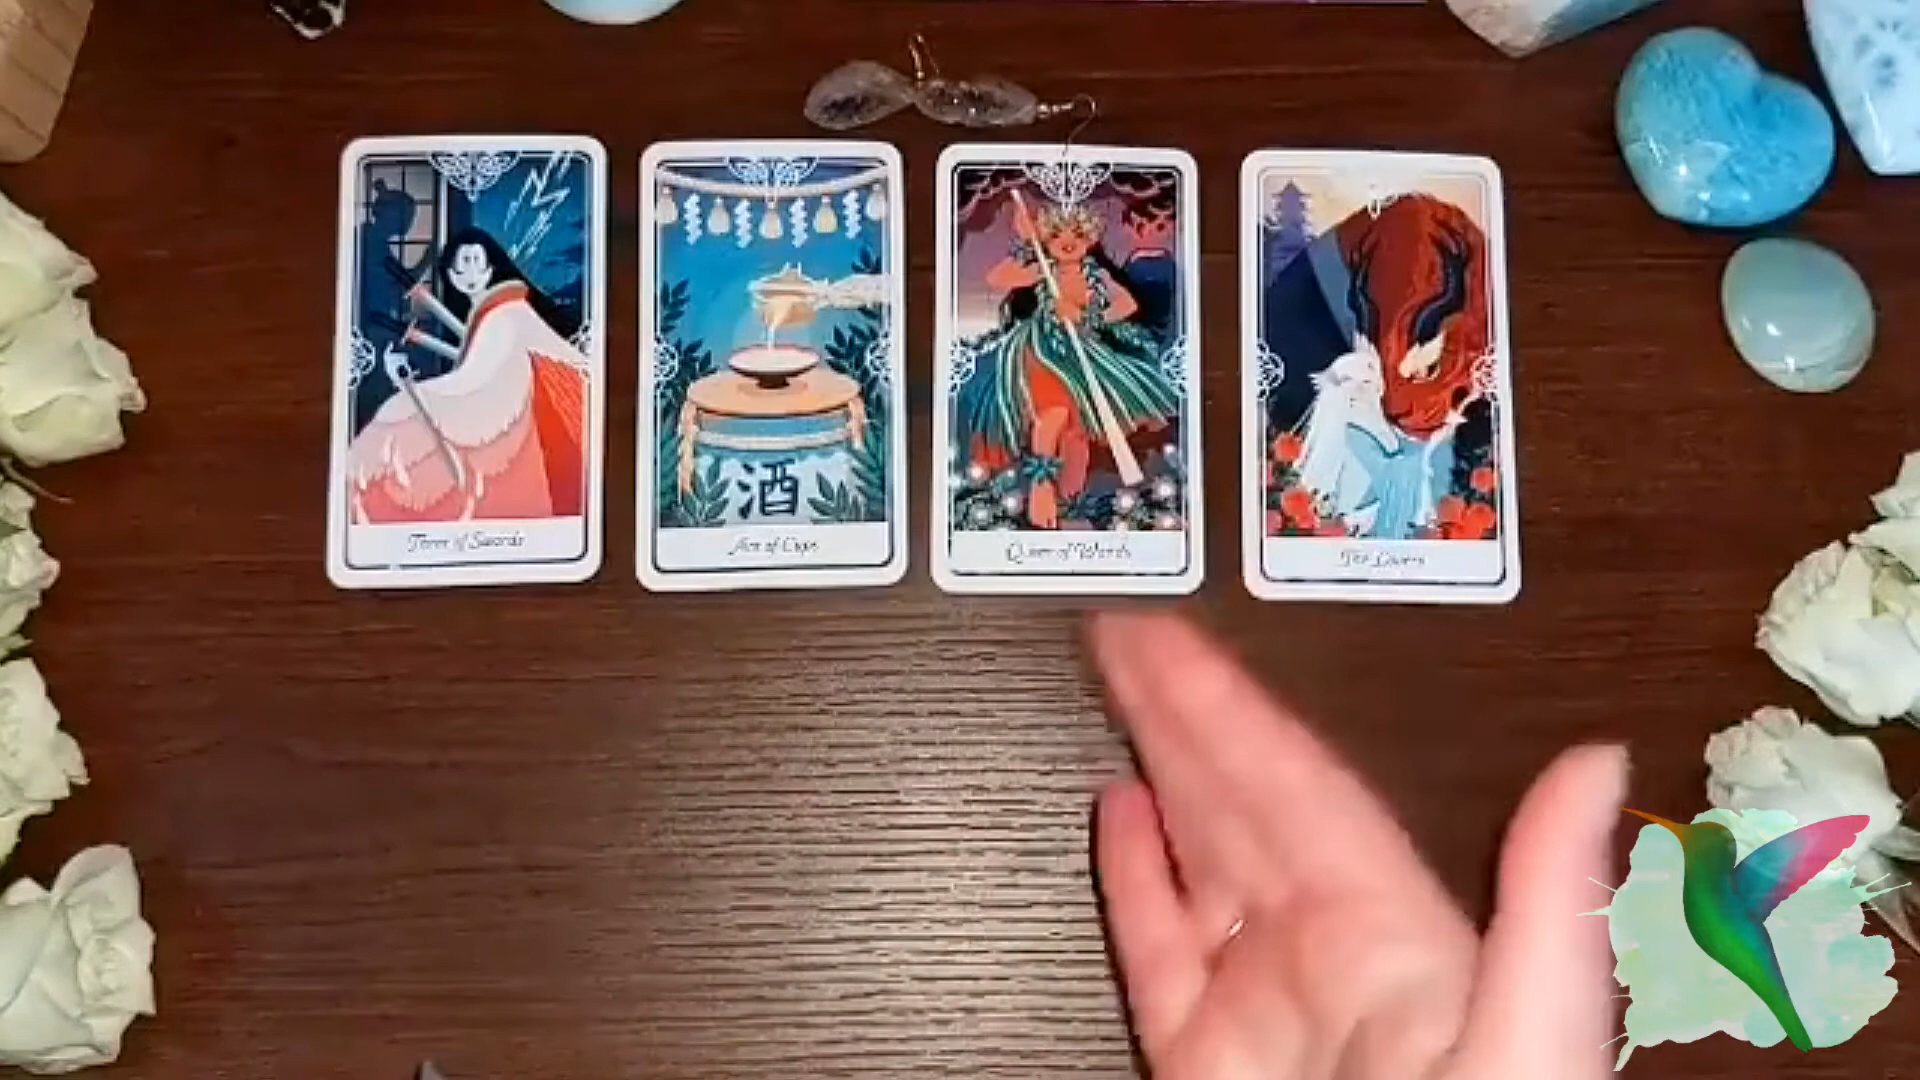 Three of Swords
Ace of Cups
Queen of Wands
The Lovers
酒